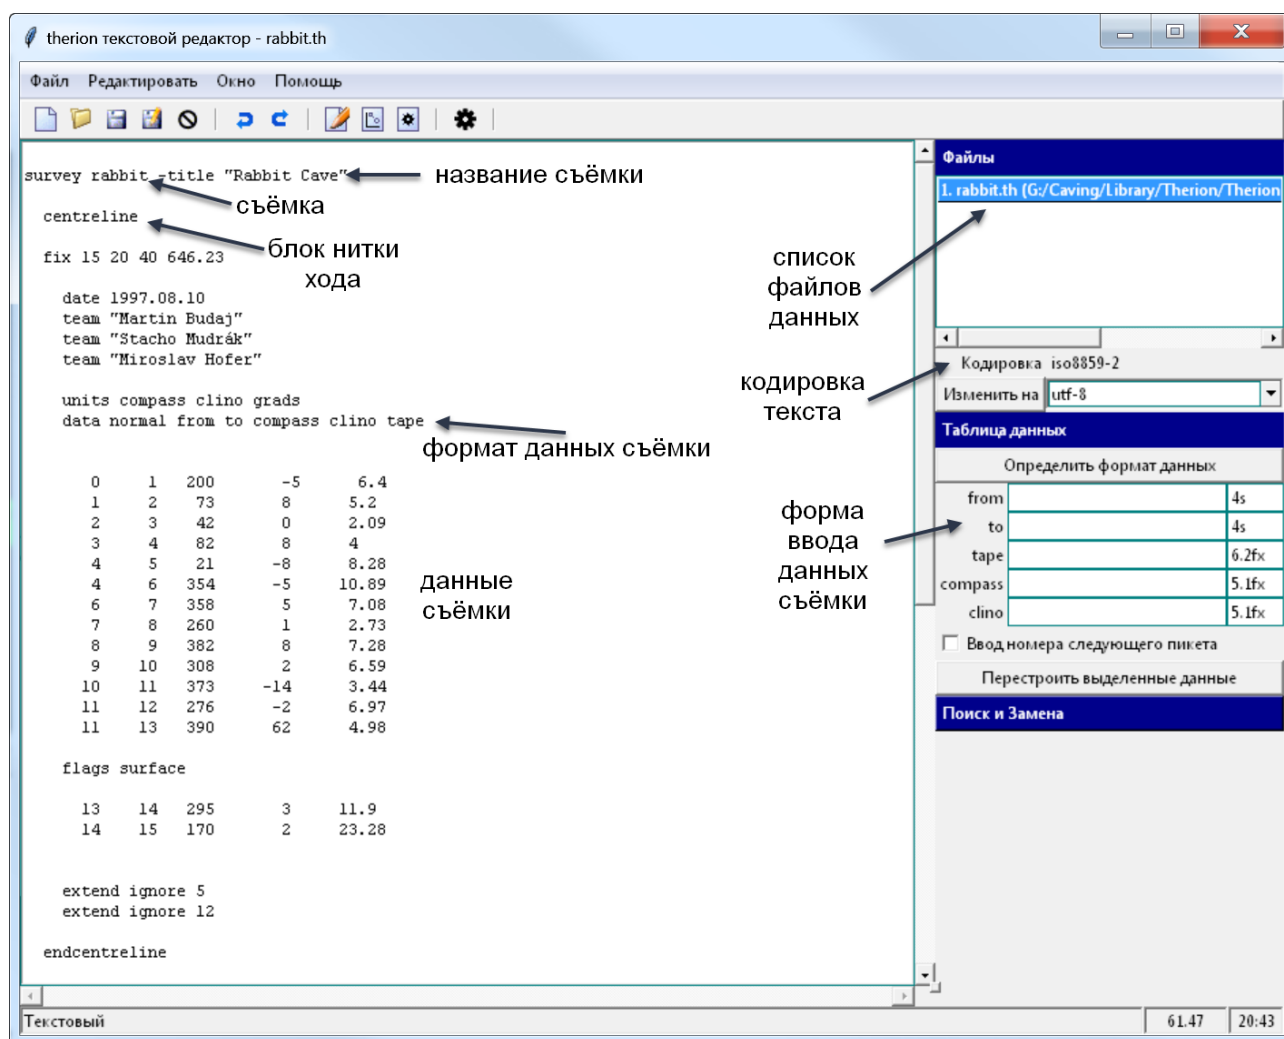 therion текстовой редактор - rabbit.th
Файл Редактировать Окно Помощь
survey rabbit -title "Rabbit Cave"
название съёмки
съёмка
centreline
блок нитки
хода
fix 15 20 40 646.23
date 1997.08.10
team "Martin Budaj"
team "Stacho Mudrák"
team "Miroslav Hofer"
units compass clino grads
data normal from to compass clino tape
формат данных съёмки
0 1 200 -5 6.4
1 2 73 8 5.2
2 3 42 0 2.09
3 4 82 8 4
4 5 21 -8 8.28
4 6 354 -5 10.89
6 7 358 5 7.08
7 8 260 1 2.73
8 9 382 8 7.28
9 10 308 2 6.59
10 11 373 -14 3.44
11 12 276 -2 6.97
11 13 390 62 4.98
данные
съёмки
flags surface
13 14 295 3 11.9
14 15 170 2 23.28
extend ignore 5
extend ignore 12
endcentreline
список
файлов
данных
кодировка
текста
форма
ввода
данных
съёмки
Файлы
1. rabbit.th (G:/Caving/Library/Therion/Therion
Кодировка iso8859-2
Изменить на utf-8
Таблица данных
Определить формат данных
from 4s
to 4s
tape 6.2fx
compass 5.1fx
clino 5.1fx
Ввод номера следующего пикета
Перестроить выделенные данные
Поиск и Замена
Текстовый 61.47 20:43